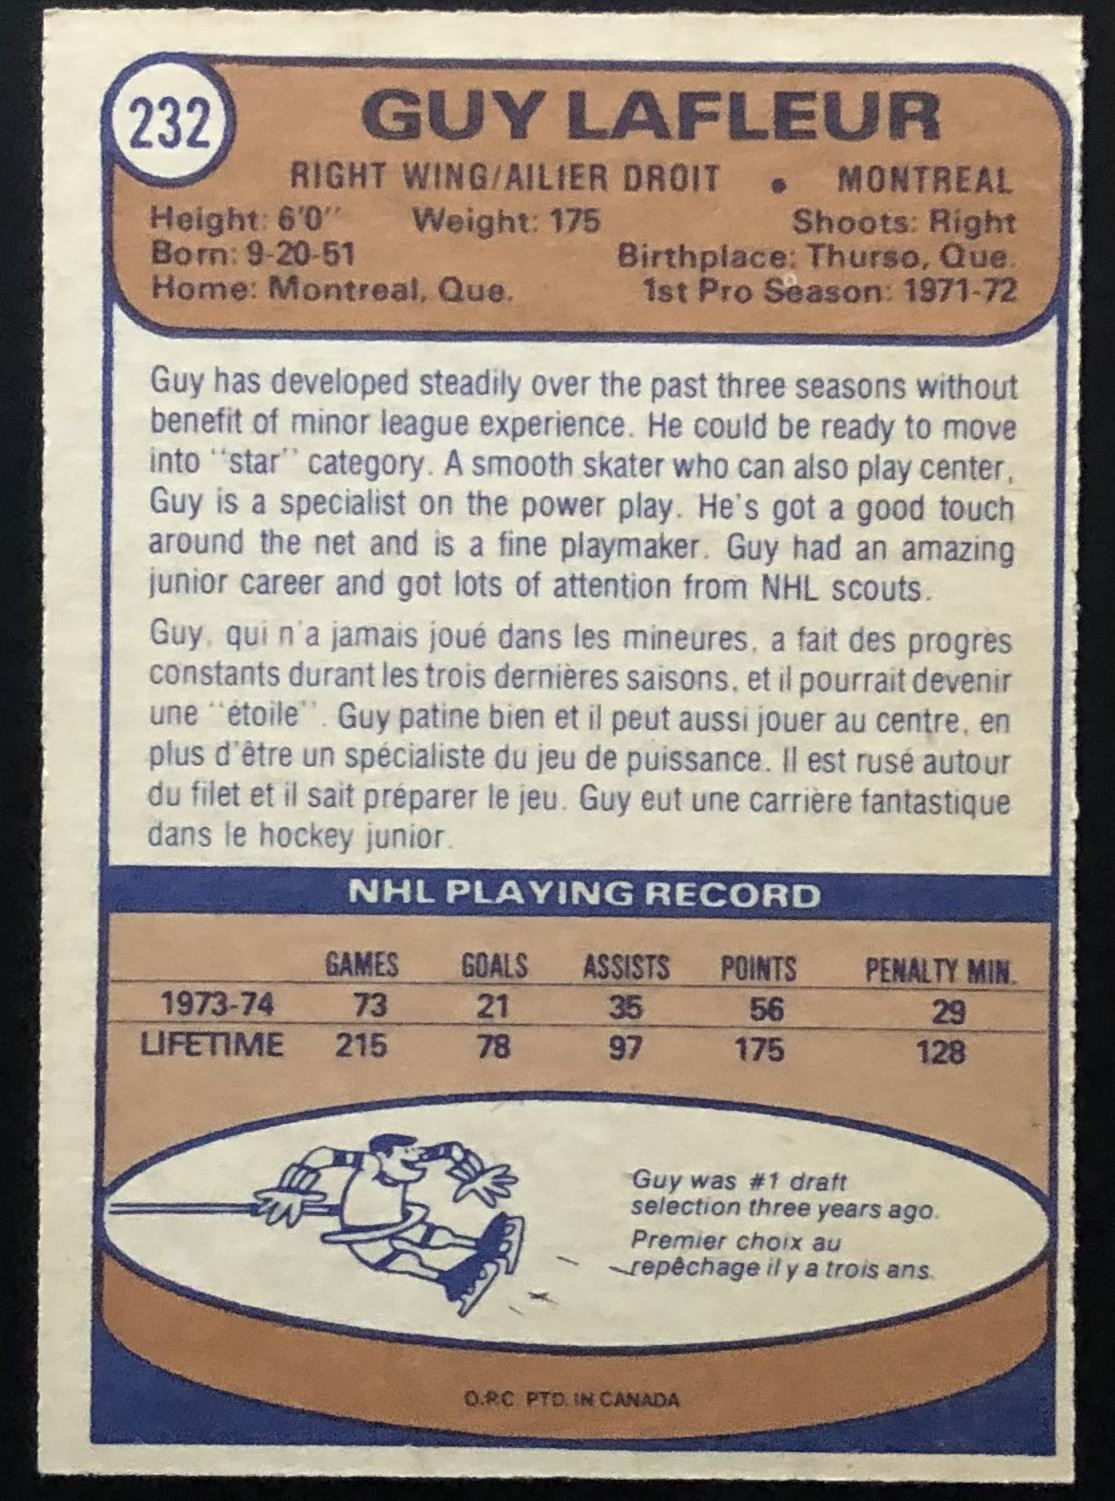 232
GUY LAFLEUR
RIGHT WING/AILIER DROIT • MONTREAL
Height: 6'0" Weight: 175 Shoots: Right
Born: 9-20-51 Birthplace: Thurso, Que.
Home: Montreal, Que. 1st Pro Season: 1971-72
Guy has developed steadily over the past three seasons without
benefit of minor league experience. He could be ready to move
into "star" category. A smooth skater who can also play center,
Guy is a specialist on the power play. He's got a good touch
around the net and is a fine playmaker. Guy had an amazing
junior career and got lots of attention from NHL scouts.
Guy, qui n'a jamais joué dans les mineures, a fait des progrès
constants durant les trois dernières saisons, et il pourrait devenir
une "étoile". Guy patine bien et il peut aussi jouer au centre, en
plus d'être un spécialiste du jeu de puissance. Il est rusé autour
du filet et il sait préparer le jeu. Guy eut une carrière fantastique
dans le hockey junior.
NHL PLAYING RECORD
GAMES GOALS ASSISTS POINTS PENALTY MIN.
1973-74 73 21 35 56 29
LIFETIME 215 78 97 175 128
Guy was #1 draft
selection three years ago.
Premier choix au
repêchage il y a trois ans.
O.P.C. PTD. IN CANADA